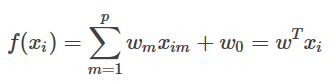 f(x_i) = \sum_{m=1}^{p} w_m x_{im} + w_0 = w^T x_i